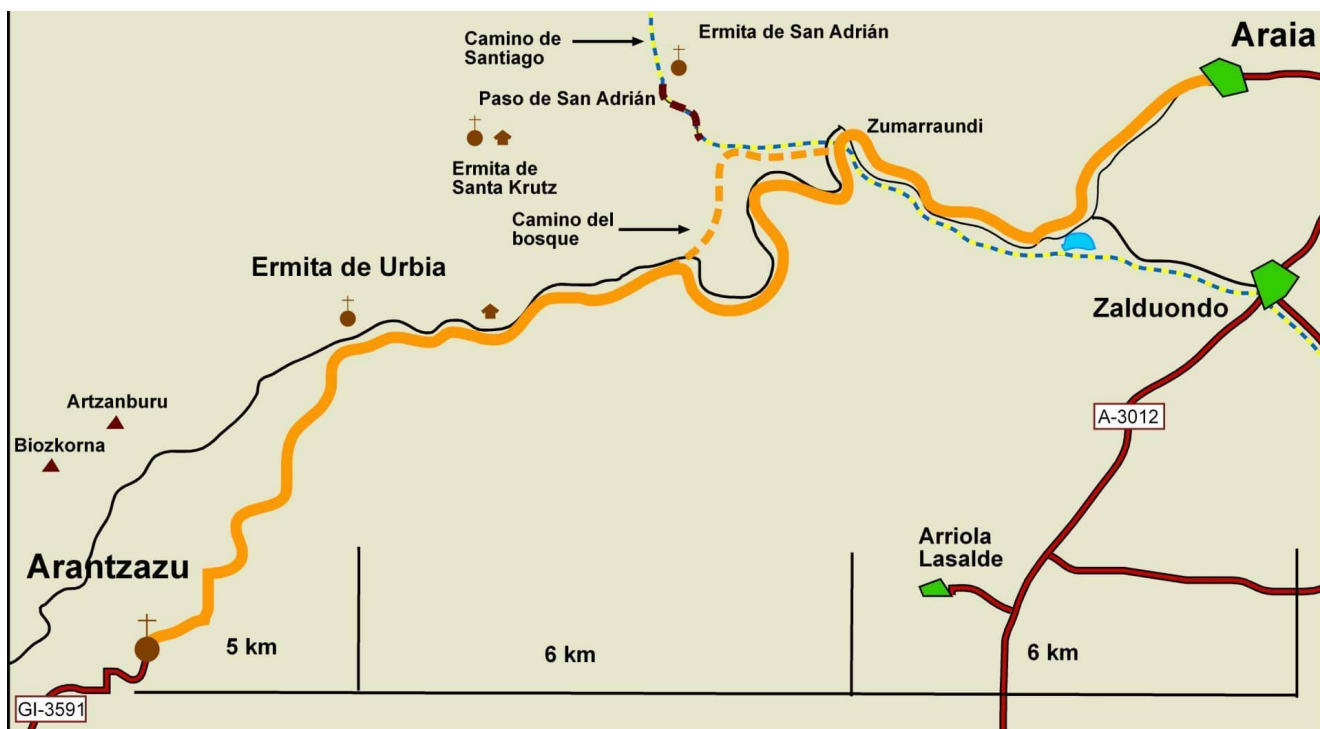 Camino de
Santiago
Ermita de San Adrián
Araia
Paso de San Adrián
Zumarraundi
Ermita de
Santa Krutz
Camino del
bosque
Ermita de Urbia
Zalduondo
Artzanburu
A-3012
Biozkorna
Arriola
Lasalde
Arantzazu
5 km
6 km
6 km
GI-3591